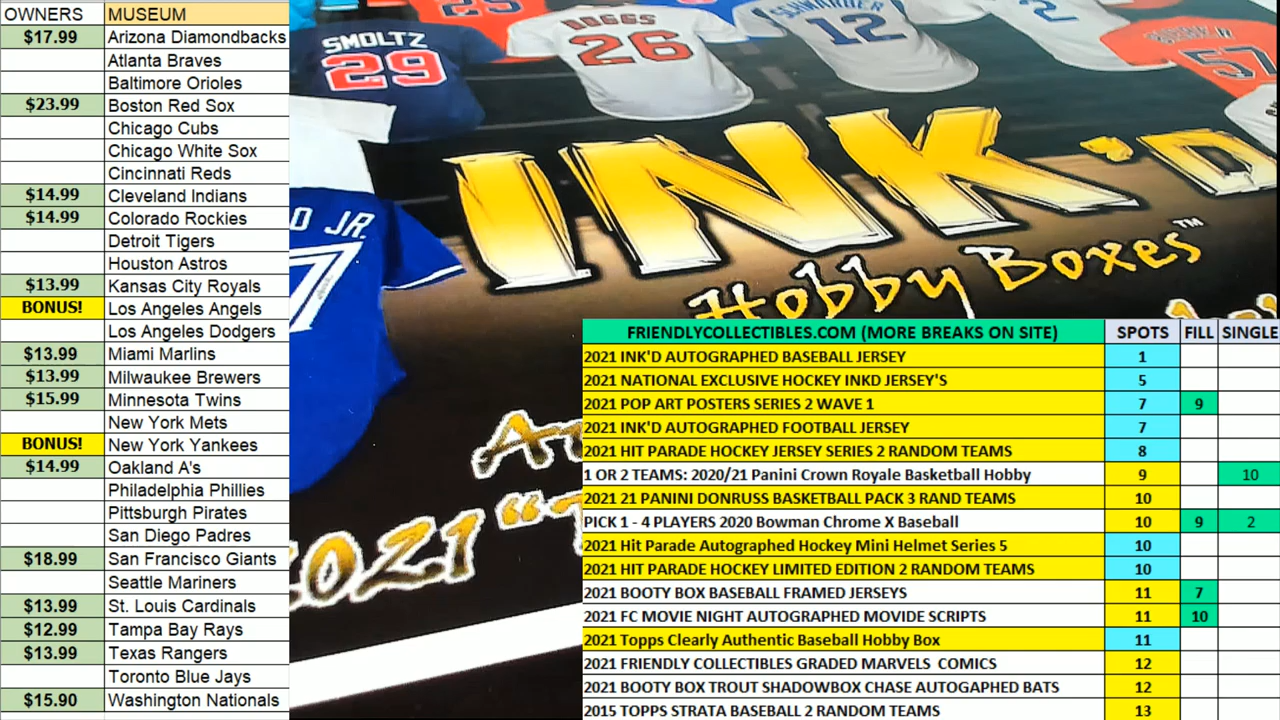 OWNERS MUSEUM
$17.99 Arizona Diamondbacks
Atlanta Braves
Baltimore Orioles
$23.99 Boston Red Sox
Chicago Cubs
Chicago White Sox
Cincinnati Reds
$14.99 Cleveland Indians
$14.99 Colorado Rockies
Detroit Tigers
Houston Astros
$13.99 Kansas City Royals
BONUS! Los Angeles Angels
Los Angeles Dodgers
$13.99 Miami Marlins
$13.99 Milwaukee Brewers
$15.99 Minnesota Twins
New York Mets
BONUS! New York Yankees
$14.99 Oakland A's
Philadelphia Phillies
Pittsburgh Pirates
San Diego Padres
$18.99 San Francisco Giants
Seattle Mariners
$13.99 St. Louis Cardinals
$12.99 Tampa Bay Rays
$13.99 Texas Rangers
Toronto Blue Jays
$15.90 Washington Nationals
SMOLTZ
29
BOGGS
26
SCHWARBER
12
2
57
JR.
7
INK'D
Hobby Boxes™
2021
FRIENDLYCOLLECTIBLES.COM (MORE BREAKS ON SITE) SPOTS FILL SINGLE
2021 INK'D AUTOGRAPHED BASEBALL JERSEY 1
2021 NATIONAL EXCLUSIVE HOCKEY INKD JERSEY'S 5
2021 POP ART POSTERS SERIES 2 WAVE 1 7 9
2021 INK'D AUTOGRAPHED FOOTBALL JERSEY 7
2021 HIT PARADE HOCKEY JERSEY SERIES 2 RANDOM TEAMS 8
1 OR 2 TEAMS: 2020/21 Panini Crown Royale Basketball Hobby 9 10
2021 21 PANINI DONRUSS BASKETBALL PACK 3 RAND TEAMS 10
PICK 1 - 4 PLAYERS 2020 Bowman Chrome X Baseball 10 9 2
2021 Hit Parade Autographed Hockey Mini Helmet Series 5 10
2021 HIT PARADE HOCKEY LIMITED EDITION 2 RANDOM TEAMS 10
2021 BOOTY BOX BASEBALL FRAMED JERSEYS 11 7
2021 FC MOVIE NIGHT AUTOGRAPHED MOVIDE SCRIPTS 11 10
2021 Topps Clearly Authentic Baseball Hobby Box 11
2021 FRIENDLY COLLECTIBLES GRADED MARVELS COMICS 12
2021 BOOTY BOX TROUT SHADOWBOX CHASE AUTOGAPHED BATS 12
2015 TOPPS STRATA BASEBALL 2 RANDOM TEAMS 13